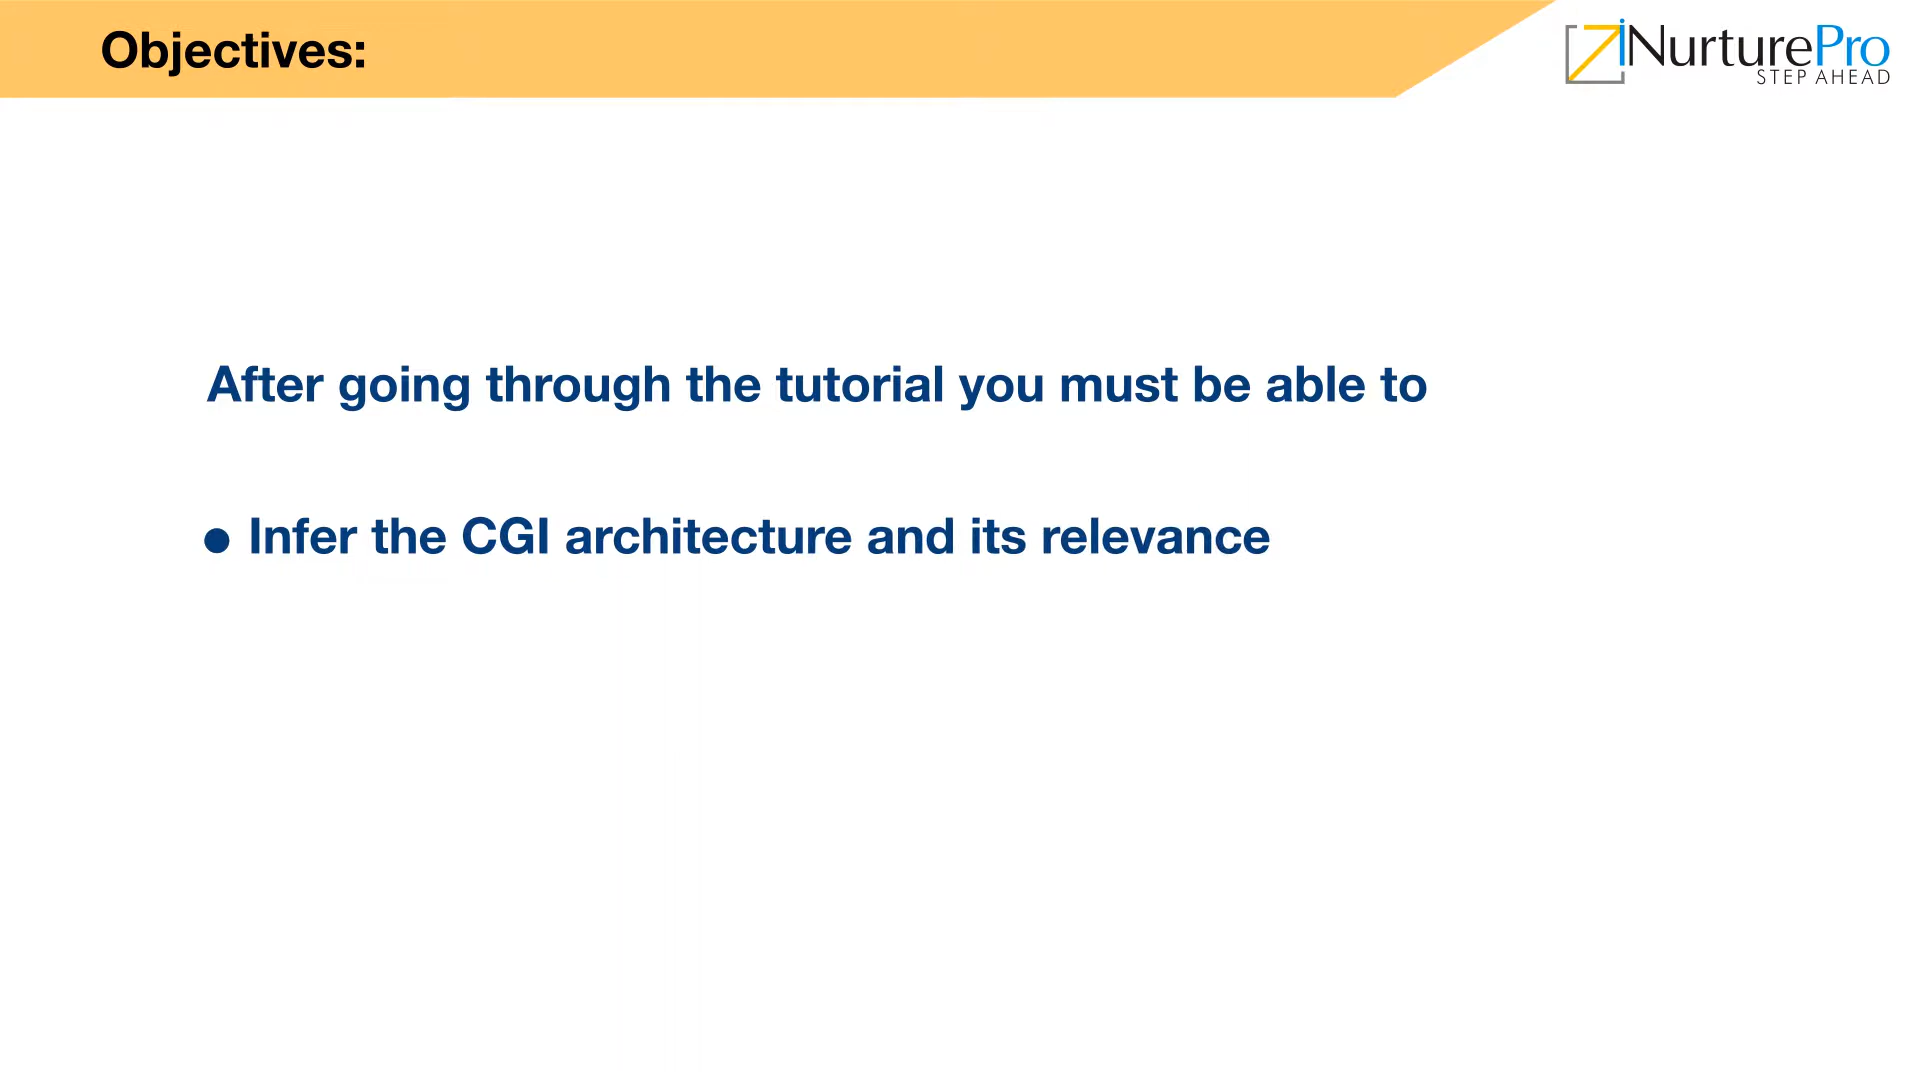 Objectives:
iNurturePro
STEP AHEAD
After going through the tutorial you must be able to
● Infer the CGI architecture and its relevance